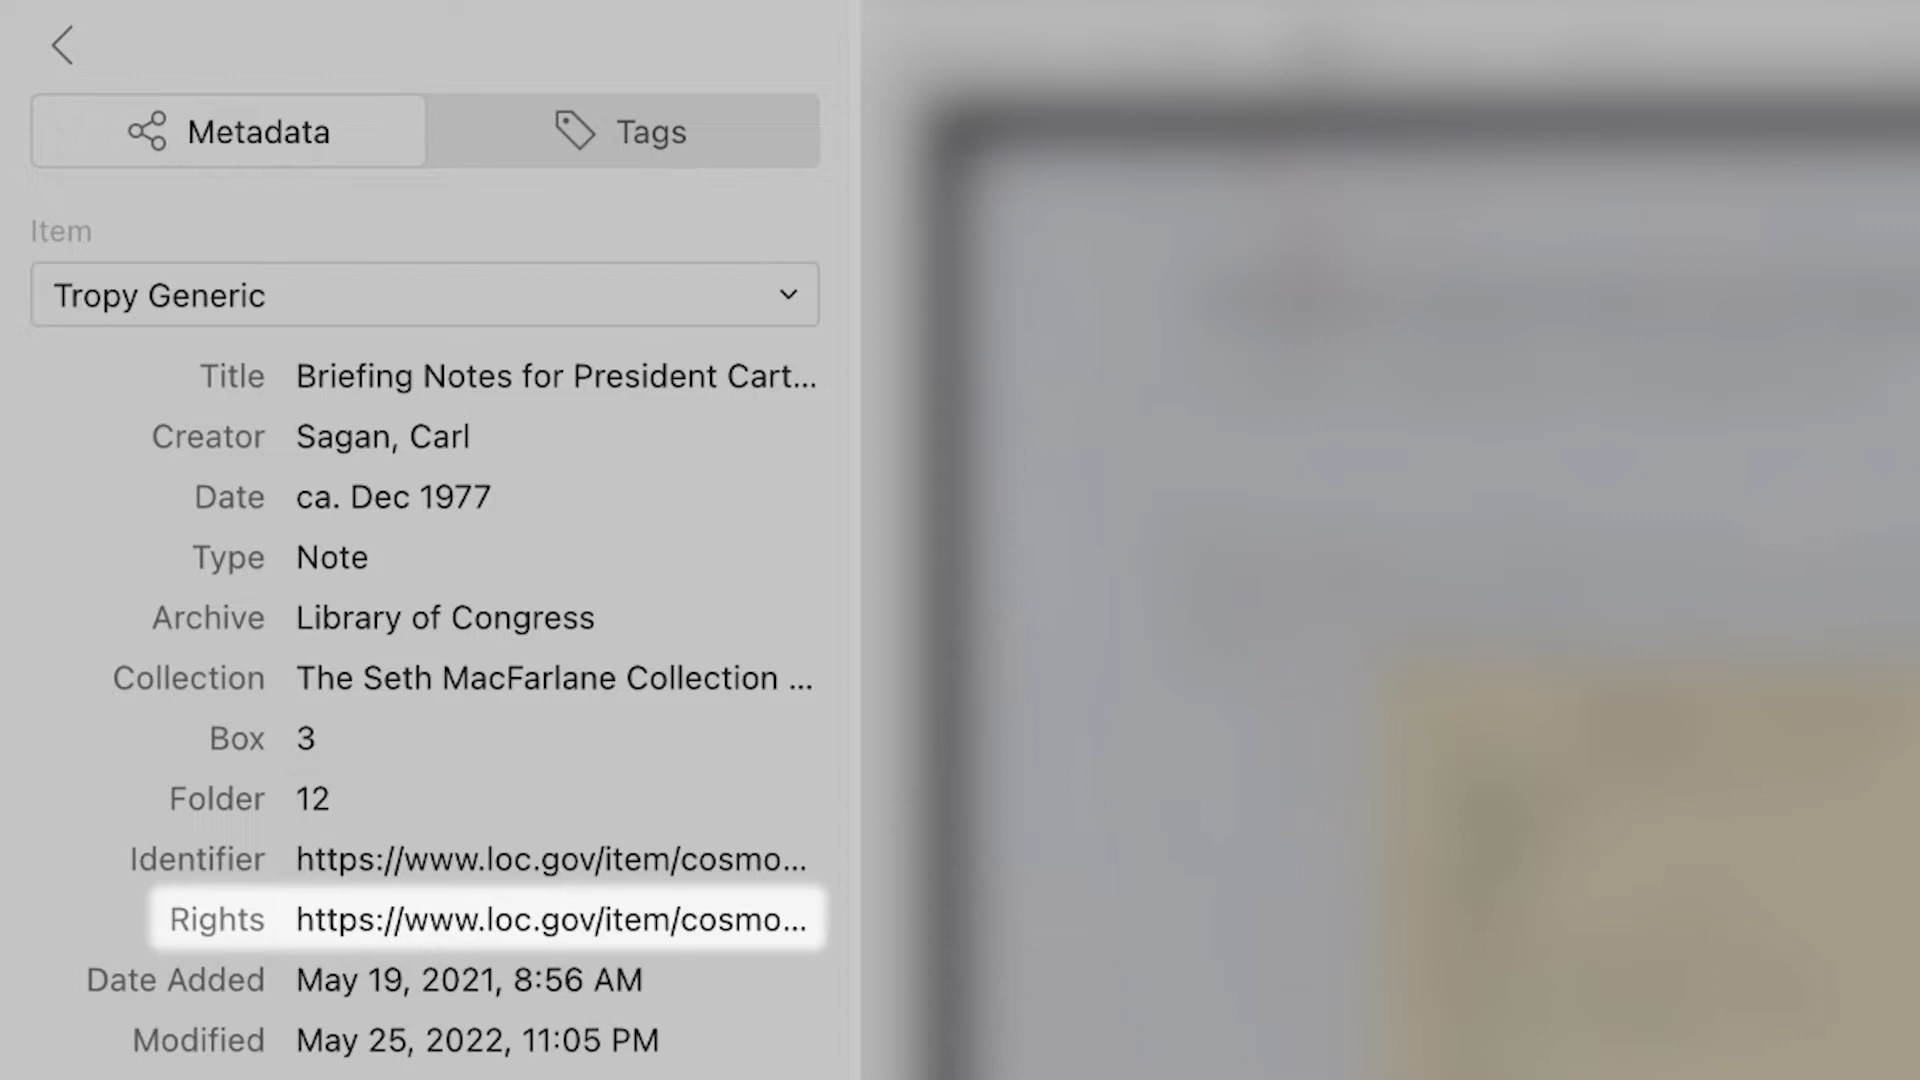 Metadata
Tags
Item
Tropy Generic
Title Briefing Notes for President Cart...
Creator Sagan, Carl
Date ca. Dec 1977
Type Note
Archive Library of Congress
Collection The Seth MacFarlane Collection ...
Box 3
Folder 12
Identifier https://www.loc.gov/item/cosmo...
Rights https://www.loc.gov/item/cosmo...
Date Added May 19, 2021, 8:56 AM
Modified May 25, 2022, 11:05 PM